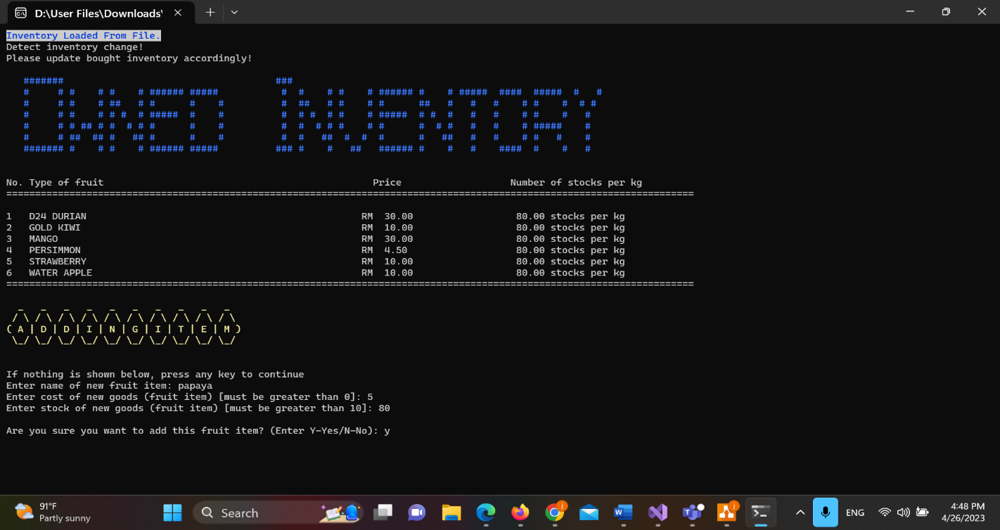 D:\User Files\Downloads\
Inventory Loaded From File.
Detect inventory change!
Please update bought inventory accordingly!
OWNED INVENTORY
No. Type of fruit Price Number of stocks per kg
1 D24 DURIAN RM 30.00 80.00 stocks per kg
2 GOLD KIWI RM 10.00 80.00 stocks per kg
3 MANGO RM 30.00 80.00 stocks per kg
4 PERSIMMON RM 4.50 80.00 stocks per kg
5 STRAWBERRY RM 10.00 80.00 stocks per kg
6 WATER APPLE RM 10.00 80.00 stocks per kg
( A | D | D | I | N | G | I | T | E | M )
If nothing is shown below, press any key to continue
Enter name of new fruit item: papaya
Enter cost of new goods (fruit item) [must be greater than 0]: 5
Enter stock of new goods (fruit item) [must be greater than 10]: 80
Are you sure you want to add this fruit item? (Enter Y-Yes/N-No): y
91°F
Partly sunny
Search
ENG
4:48 PM
4/26/2023